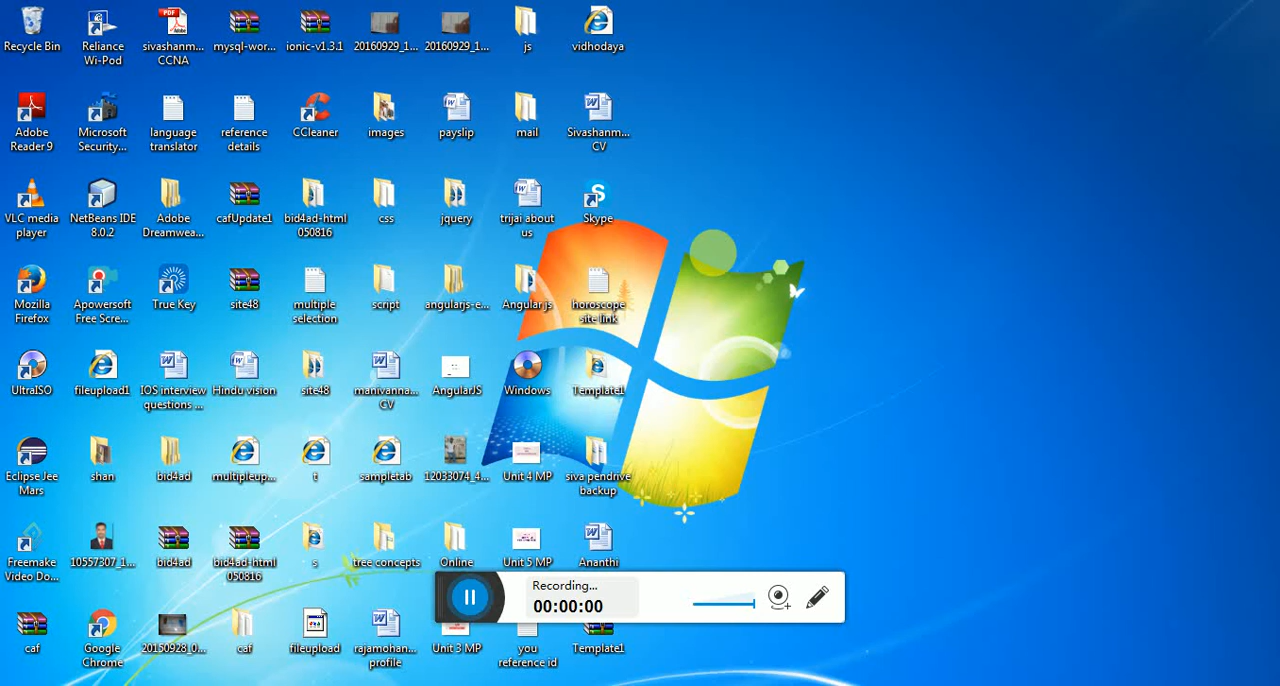 Recycle Bin
Reliance
Wi-Pod
sivashanm...
CCNA
mysql-wor...
ionic-v1.3.1
20160929_1...
20160929_1...
js
vidhodaya
Adobe
Reader 9
Microsoft
Security...
language
translator
reference
details
CCleaner
images
payslip
mail
Sivashanm...
CV
VLC media
player
NetBeans IDE
8.0.2
Adobe
Dreamwea...
cafUpdate1
bid4ad-html
050816
css
jquery
trijai about
us
Skype
Mozilla
Firefox
Apowersoft
Free Scre...
True Key
site48
multiple
selection
script
angularjs-e...
Angular js
horoscope
site link
UltraISO
fileupload1
IOS interview
questions ...
Hindu vision
site48
manivanna...
CV
AngularJS
Windows
Template1
Eclipse Jee
Mars
shan
bid4ad
multipleup...
t
sampletab
12033074_4...
Unit 4 MP
siva pendrive
backup
Freemake
Video Do...
10557307_1...
bid4ad
bid4ad-html
050816
s
tree concepts
Online
Unit 5 MP
Ananthi
Recording...
00:00:00
caf
Google
Chrome
20150928_0...
caf
fileupload
rajamohan...
profile
Unit 3 MP
you
reference id
Template1